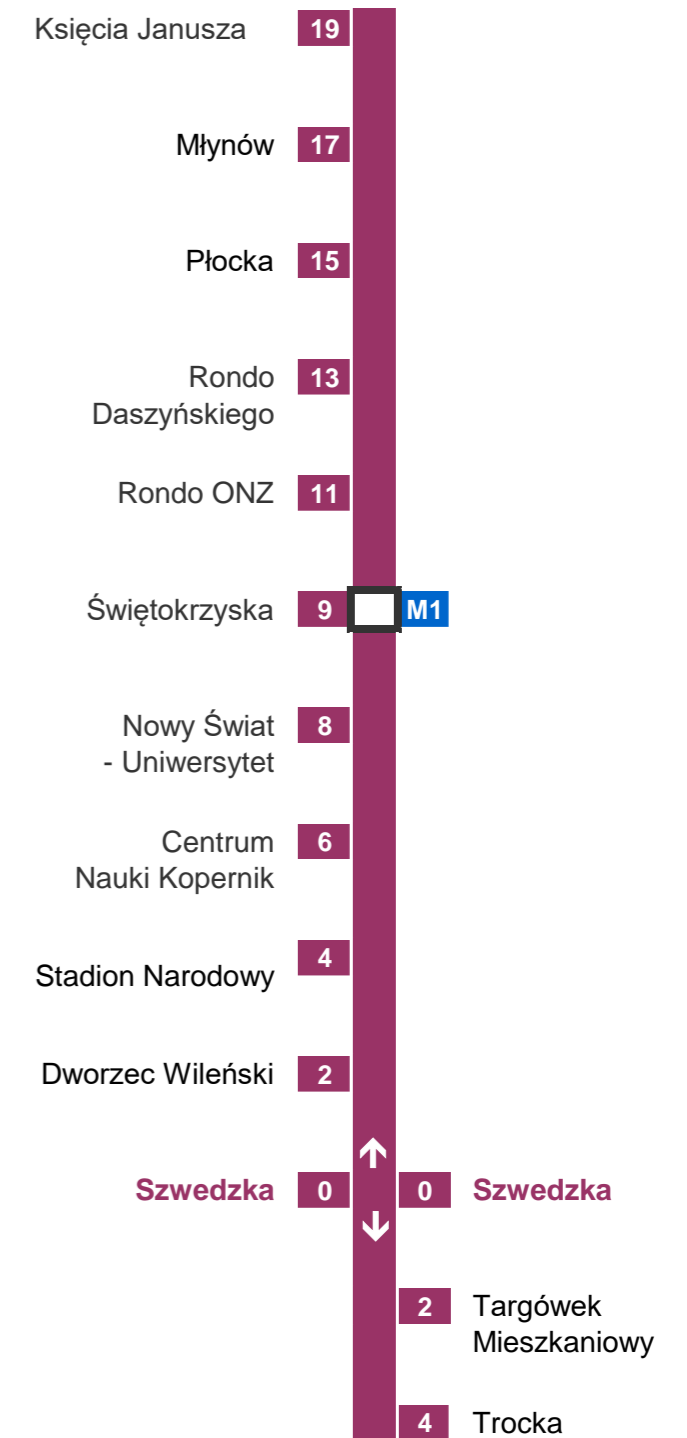 Księcia Janusza 19
Młynów 17
Płocka 15
Rondo 13
Daszyńskiego
Rondo ONZ 11
Świętokrzyska 9 M1
Nowy Świat 8
- Uniwersytet
Centrum 6
Nauki Kopernik
4
Stadion Narodowy
Dworzec Wileński 2
Szwedzka 0 0 Szwedzka
2 Targówek
Mieszkaniowy
4 Trocka